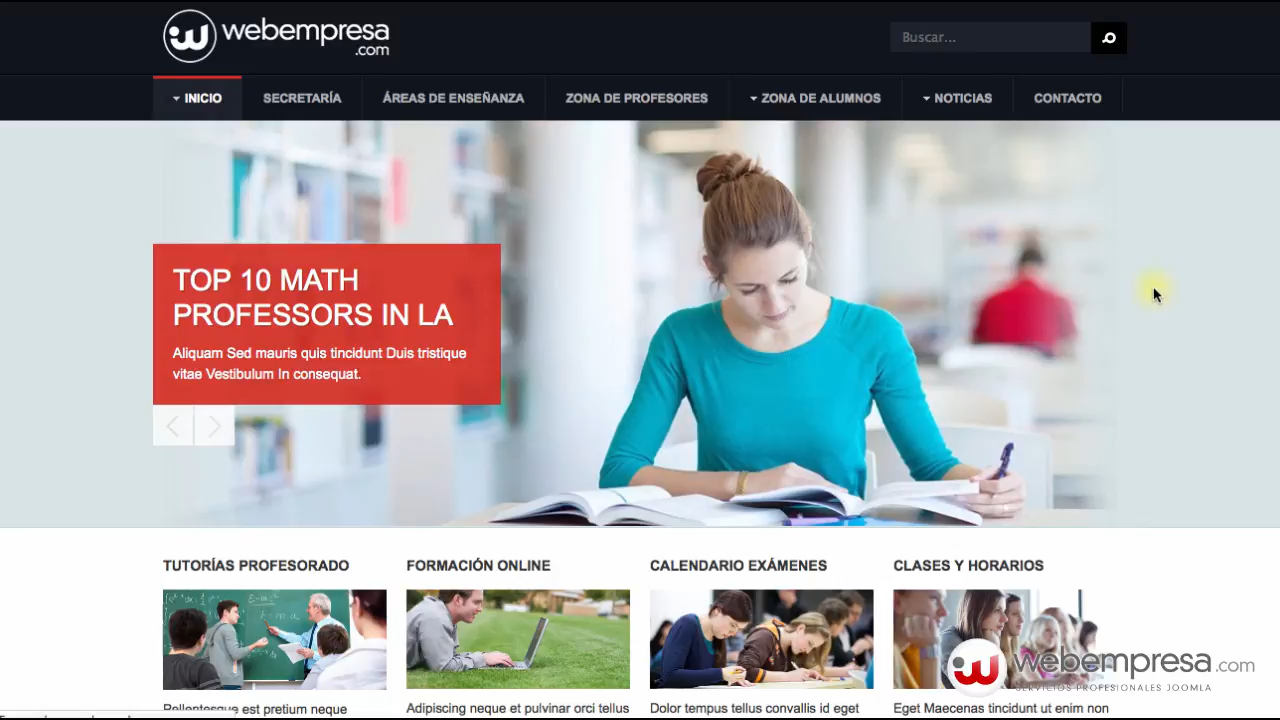 webempresa
.com
Buscar...
INICIO
SECRETARÍA
ÁREAS DE ENSEÑANZA
ZONA DE PROFESORES
ZONA DE ALUMNOS
NOTICIAS
CONTACTO
TOP 10 MATH
PROFESSORS IN LA
Aliquam Sed mauris quis tincidunt Duis tristique
vitae Vestibulum In consequat.
TUTORÍAS PROFESORADO
FORMACIÓN ONLINE
CALENDARIO EXÁMENES
CLASES Y HORARIOS
Pellentesque est pretium neque
Adipiscing neque et pulvinar orci tellus
Dolor tempus tellus convallis id eget
Eget Maecenas tincidunt ut enim non
webempresa.com
SERVICIOS PROFESIONALES JOOMLA